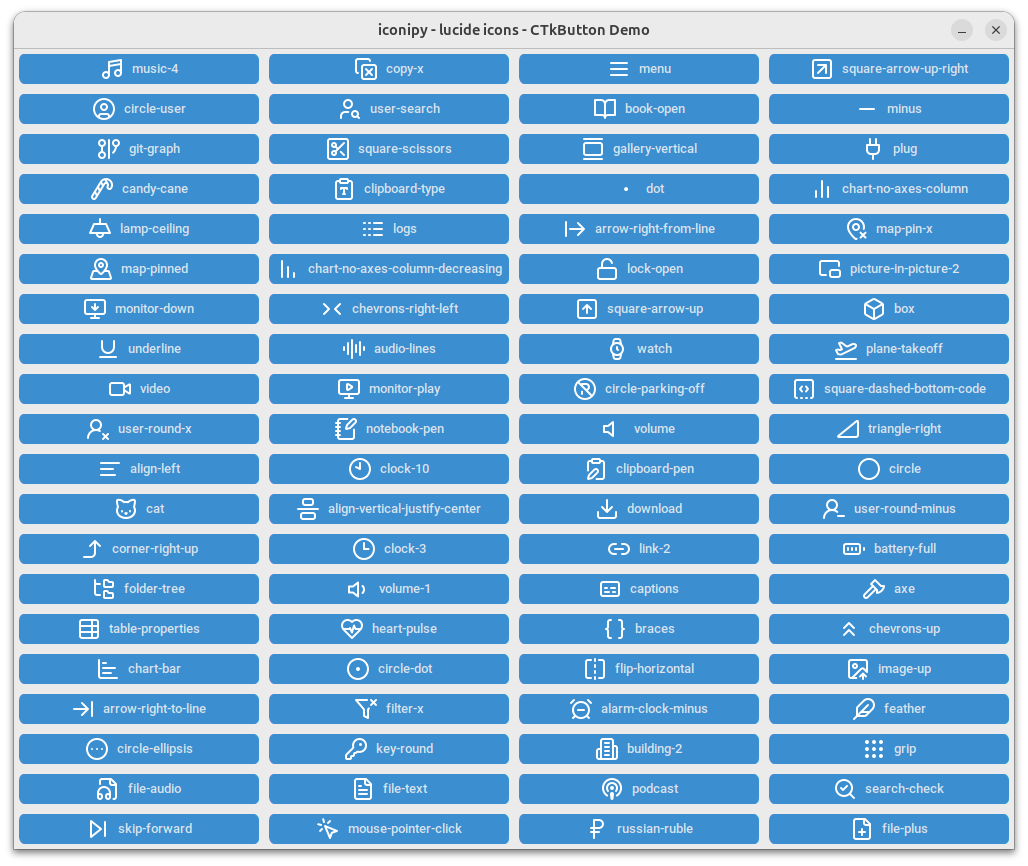 iconipy - lucide icons - CTkButton Demo
music-4 copy-x menu square-arrow-up-right
circle-user user-search book-open minus
git-graph square-scissors gallery-vertical plug
candy-cane clipboard-type dot chart-no-axes-column
lamp-ceiling logs arrow-right-from-line map-pin-x
map-pinned chart-no-axes-column-decreasing lock-open picture-in-picture-2
monitor-down chevrons-right-left square-arrow-up box
underline audio-lines watch plane-takeoff
video monitor-play circle-parking-off square-dashed-bottom-code
user-round-x notebook-pen volume triangle-right
align-left clock-10 clipboard-pen circle
cat align-vertical-justify-center download user-round-minus
corner-right-up clock-3 link-2 battery-full
folder-tree volume-1 captions axe
table-properties heart-pulse braces chevrons-up
chart-bar circle-dot flip-horizontal image-up
arrow-right-to-line filter-x alarm-clock-minus feather
circle-ellipsis key-round building-2 grip
file-audio file-text podcast search-check
skip-forward mouse-pointer-click russian-ruble file-plus